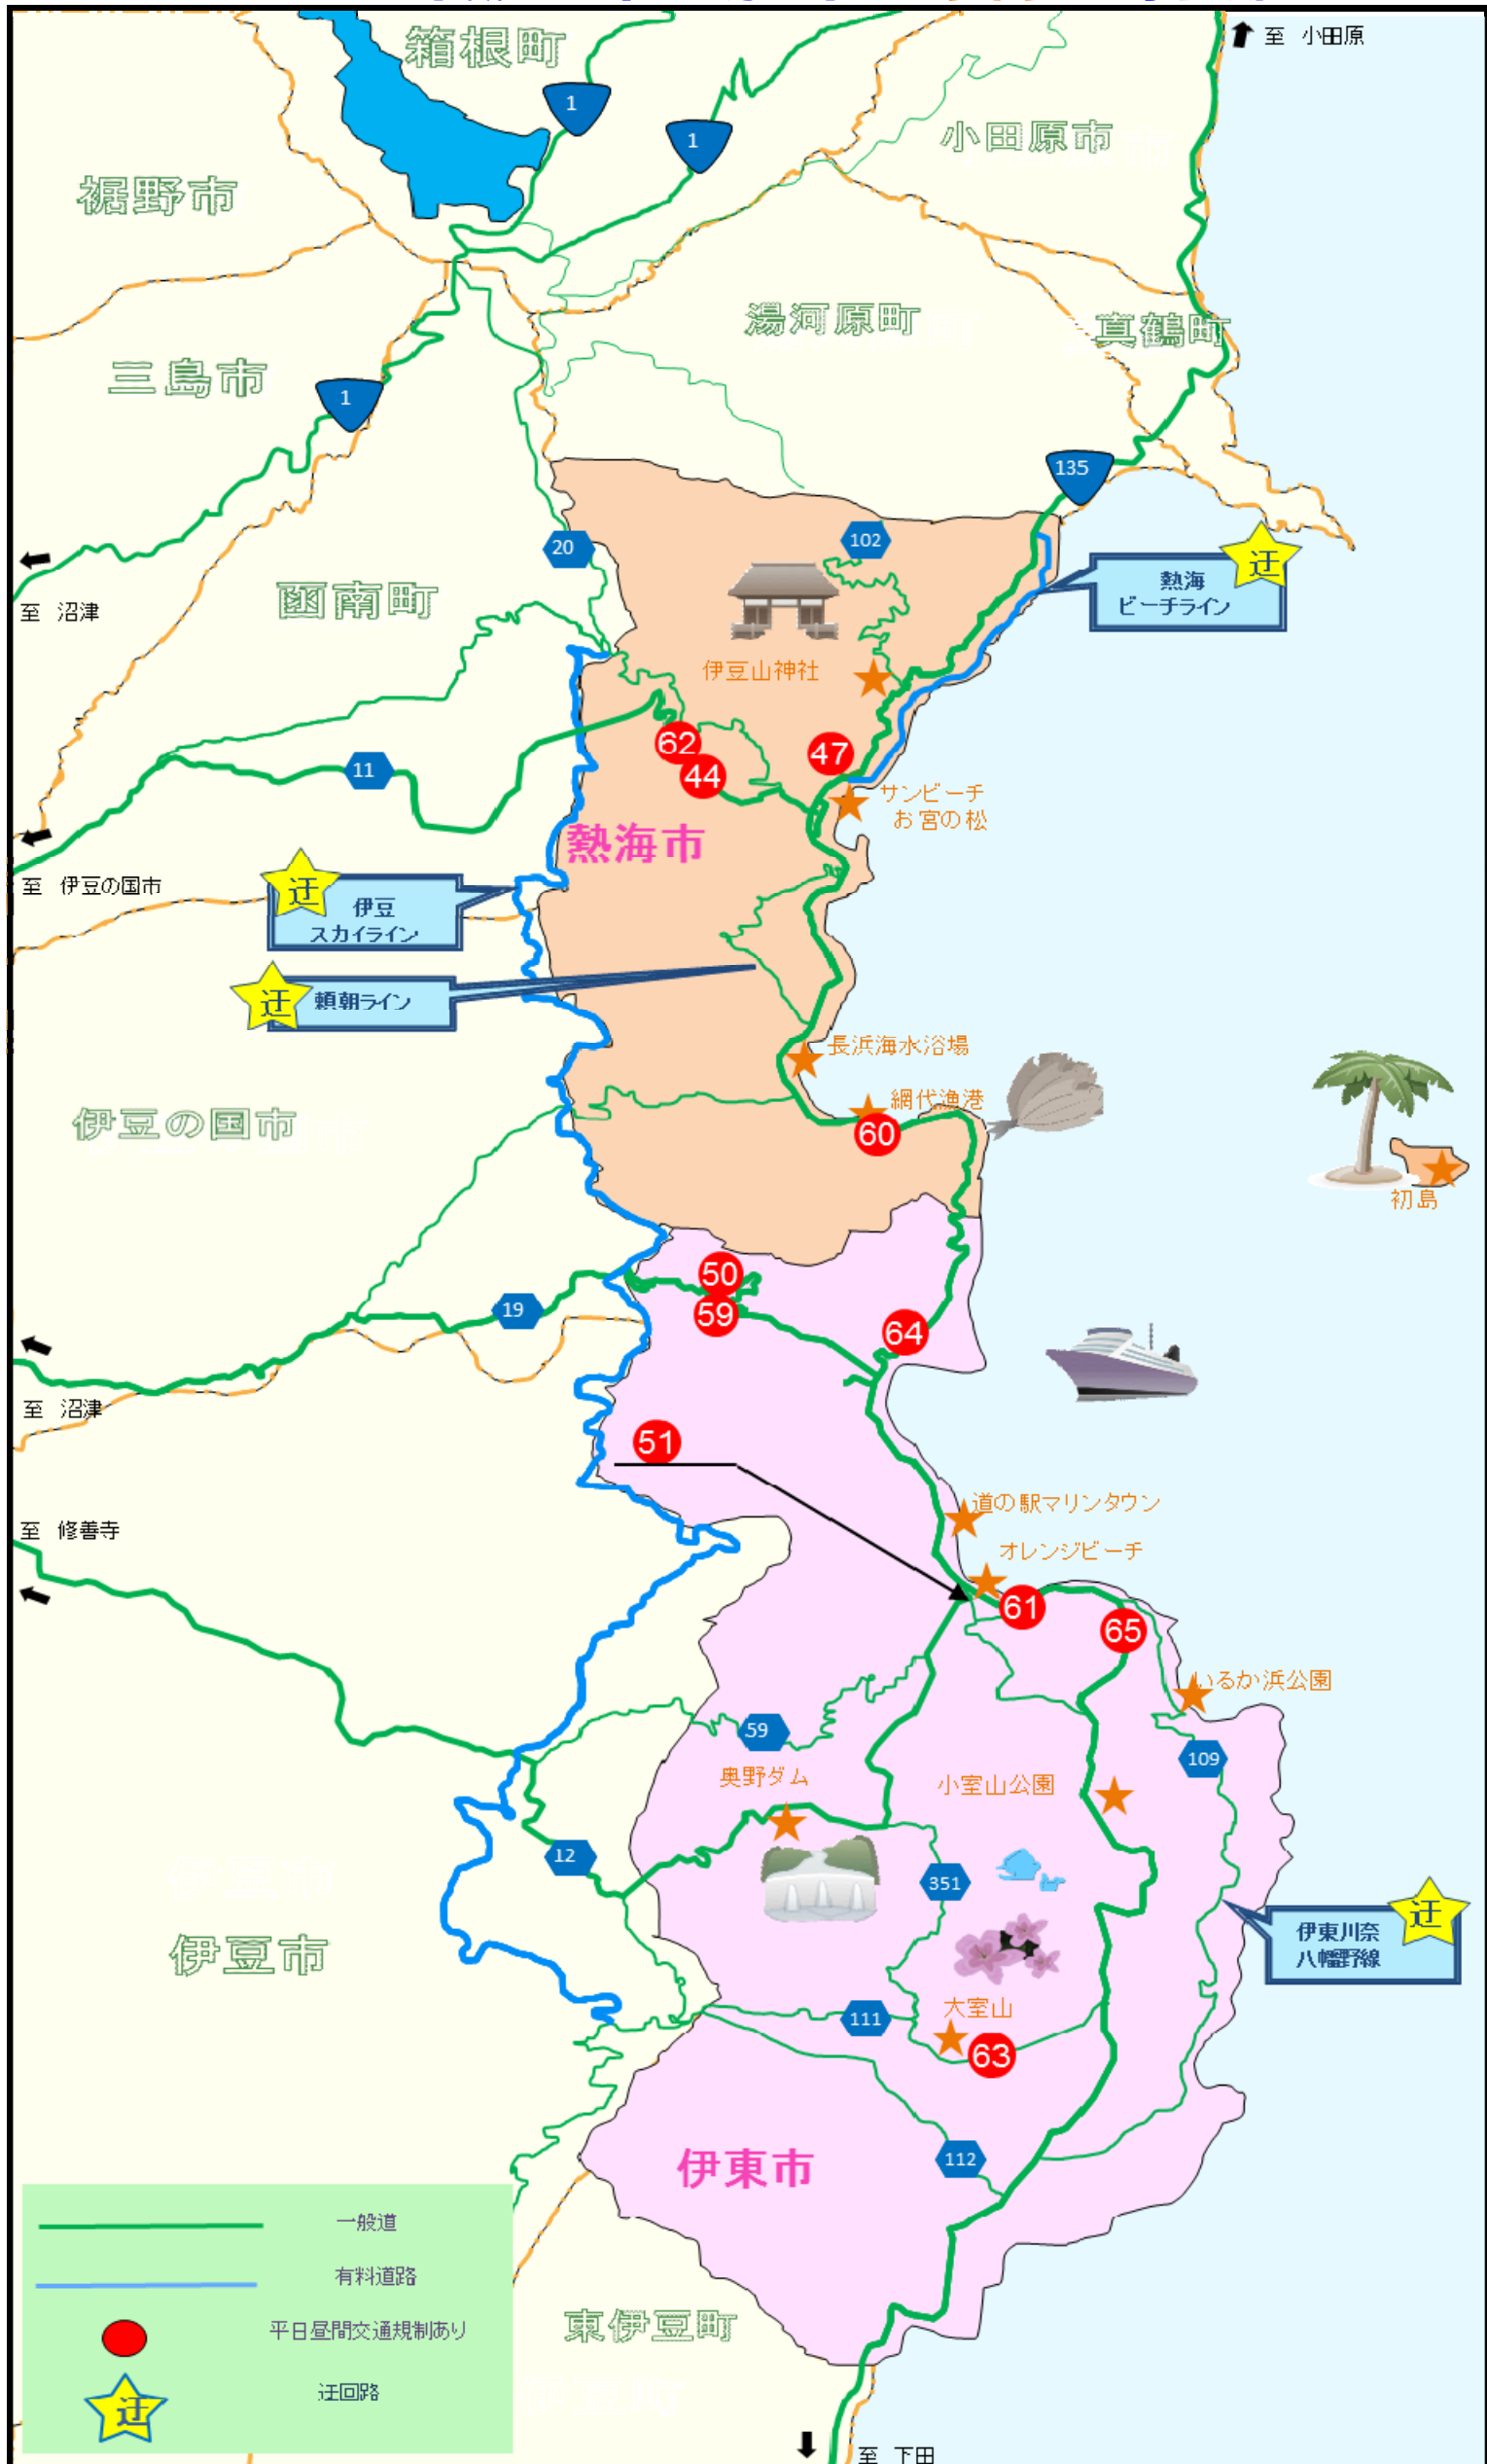 至 小田原
箱根町
1
1
小田原市
裾野市
湯河原町
真鶴町
三島市
1
135
20
102
熱海
ビーチライン
迂
至 沼津
函南町
伊豆山神社
62
44
47
11
サンビーチ
お宮の松
熱海市
至 伊豆の国市
迂
伊豆
スカイライン
迂
頼朝ライン
長浜海水浴場
網代漁港
60
伊豆の国市
初島
50
59
19
64
至 沼津
51
道の駅マリンタウン
至 修善寺
オレンジビーチ
61
65
いるか浜公園
59
109
奥野ダム
小室山公園
12
351
伊豆市
迂
伊東川奈
八幡野線
大室山
111
63
伊東市
112
一般道
有料道路
平日昼間交通規制あり
迂
迂回路
東伊豆町
至 下田